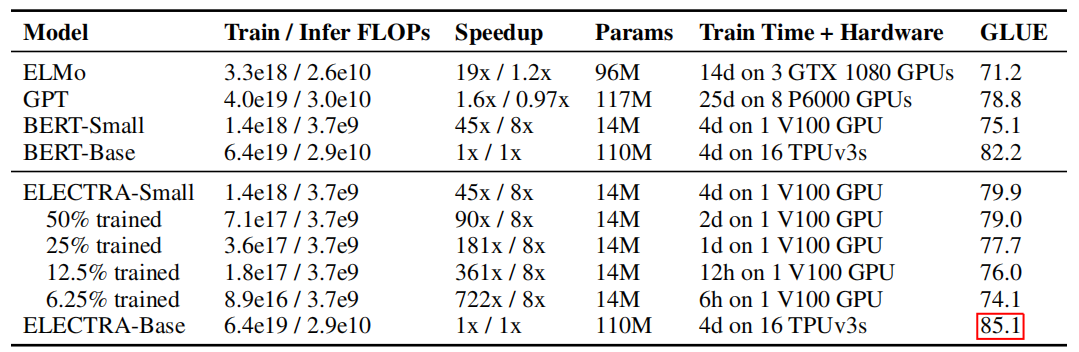 Model Train / Infer FLOPs Speedup Params Train Time + Hardware GLUE
ELMo 3.3e18 / 2.6e10 19x / 1.2x 96M 14d on 3 GTX 1080 GPUs 71.2
GPT 4.0e19 / 3.0e10 1.6x / 0.97x 117M 25d on 8 P6000 GPUs 78.8
BERT-Small 1.4e18 / 3.7e9 45x / 8x 14M 4d on 1 V100 GPU 75.1
BERT-Base 6.4e19 / 2.9e10 1x / 1x 110M 4d on 16 TPUv3s 82.2
ELECTRA-Small 1.4e18 / 3.7e9 45x / 8x 14M 4d on 1 V100 GPU 79.9
50% trained 7.1e17 / 3.7e9 90x / 8x 14M 2d on 1 V100 GPU 79.0
25% trained 3.6e17 / 3.7e9 181x / 8x 14M 1d on 1 V100 GPU 77.7
12.5% trained 1.8e17 / 3.7e9 361x / 8x 14M 12h on 1 V100 GPU 76.0
6.25% trained 8.9e16 / 3.7e9 722x / 8x 14M 6h on 1 V100 GPU 74.1
ELECTRA-Base 6.4e19 / 2.9e10 1x / 1x 110M 4d on 16 TPUv3s 85.1